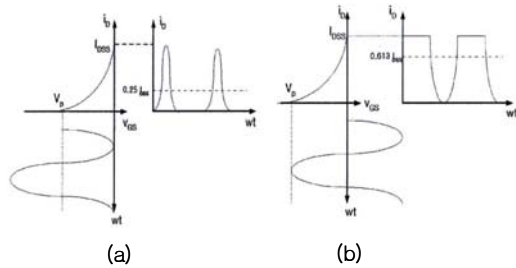 i_D
I_DSS
V_p
v_GS
wt
i_D
0.25 I_DSS
wt
i_D
I_DSS
V_p
v_GS
wt
i_D
0.613 I_DSS
wt
(a)
(b)